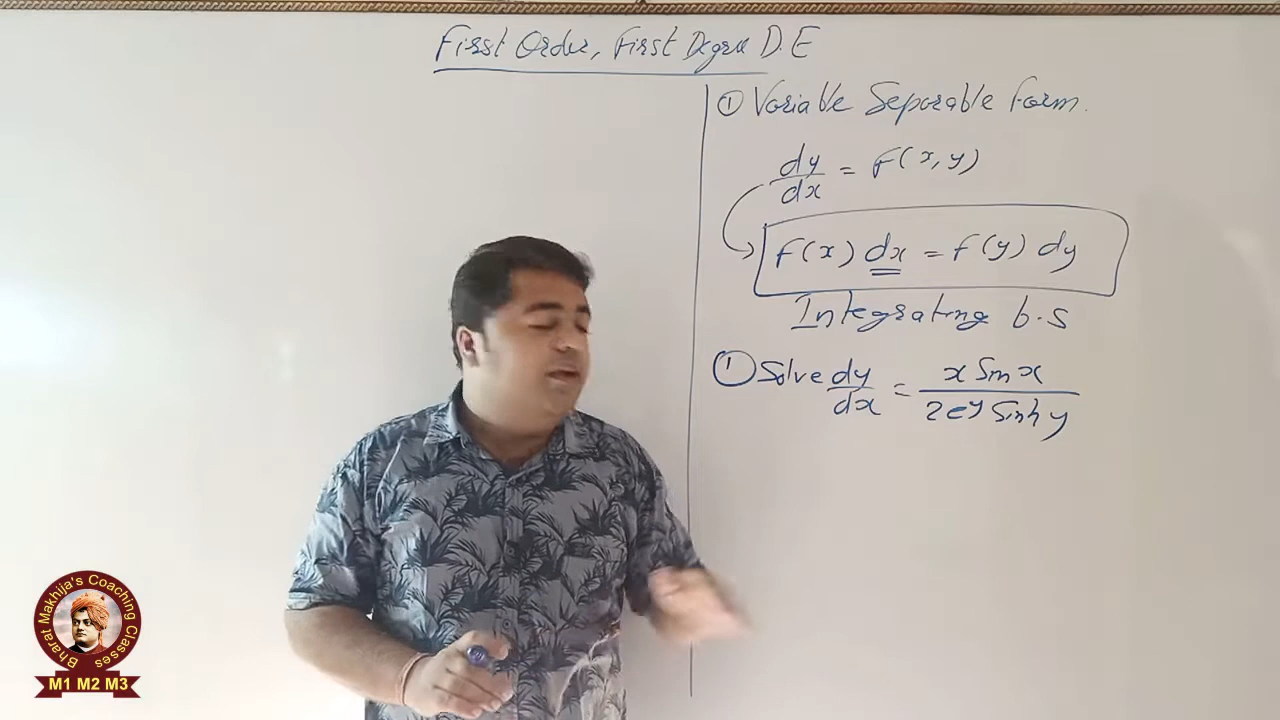 First Order, First Degree D.E
① Variable Separable Form.
dy/dx = F(x, y)
f(x) dx = f(y) dy
Integrating b.s
① Solve dy/dx = x Sin x / 2 e^y Sinh y
Bharat Makhija's Coaching Classes
M1 M2 M3